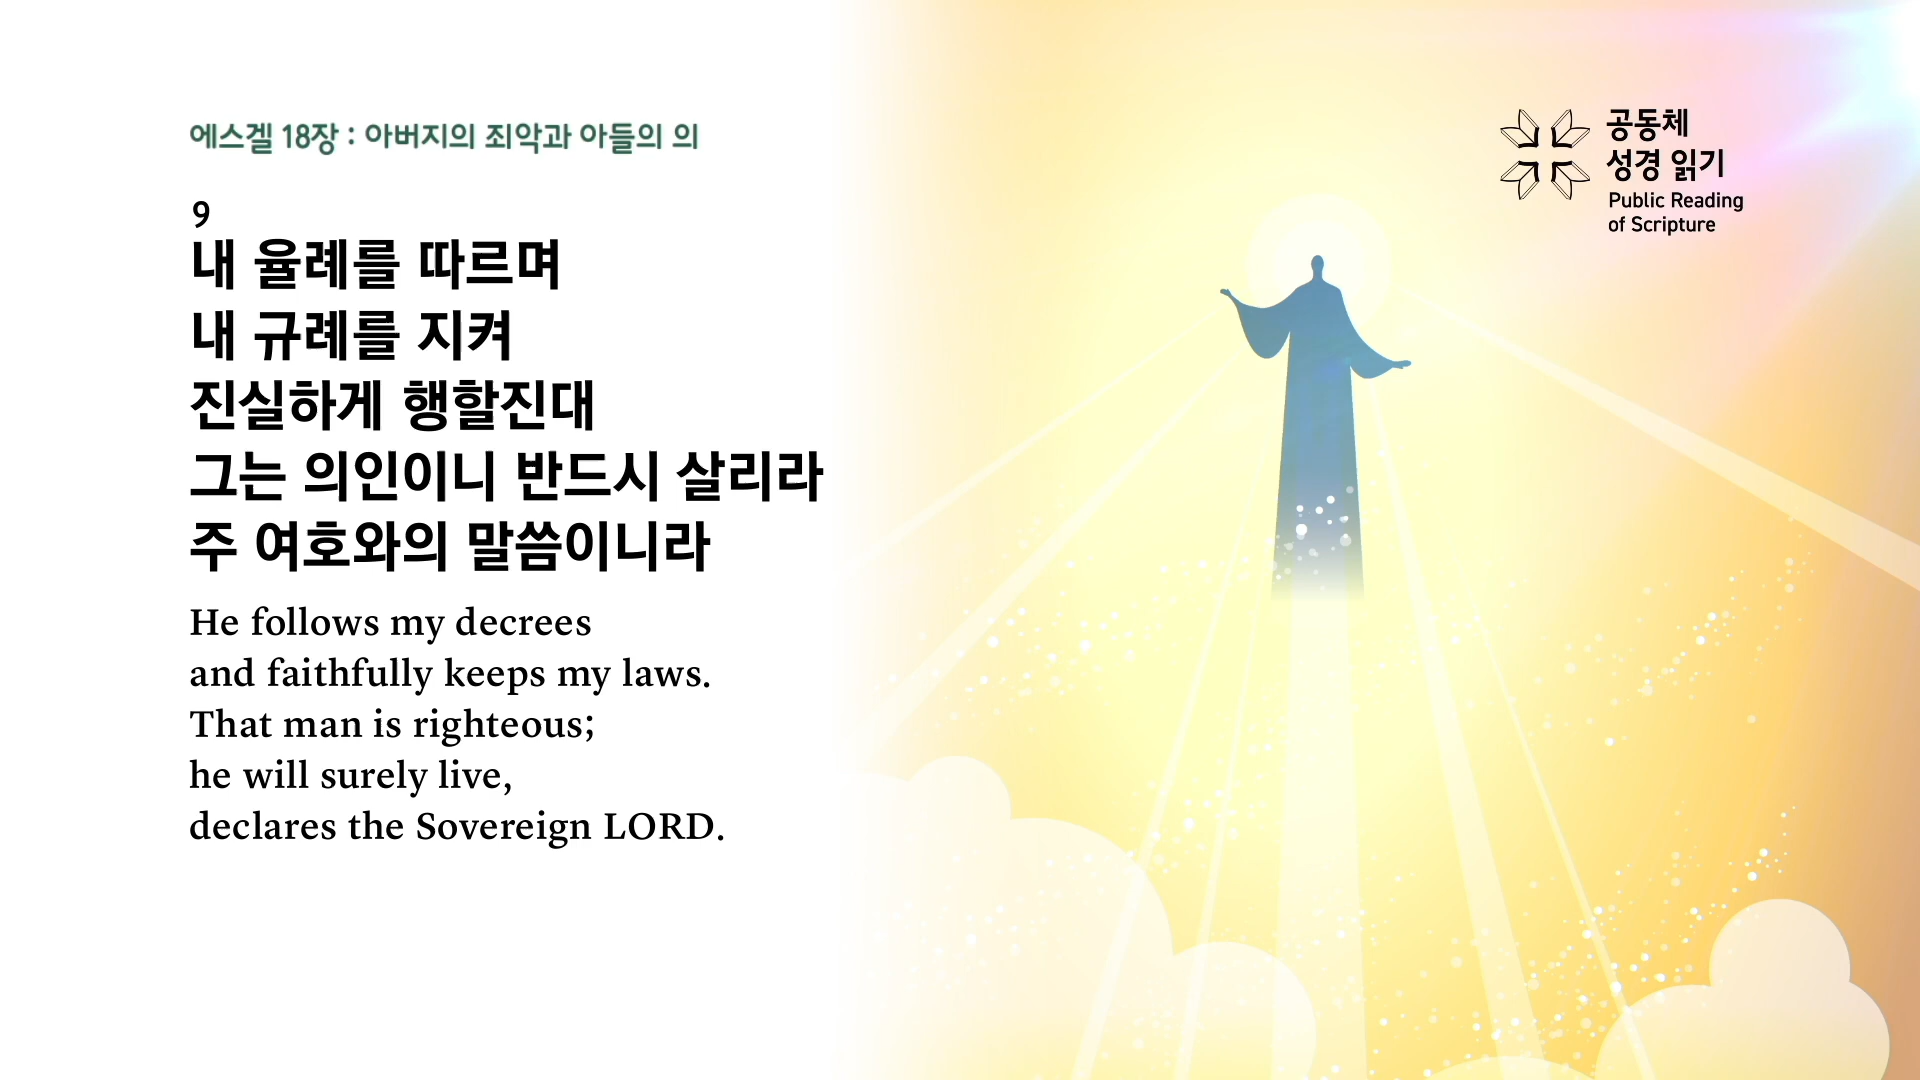 에스겔 18장 : 아버지의 죄악과 아들의 의
9
내 율례를 따르며
내 규례를 지켜
진실하게 행할진대
그는 의인이니 반드시 살리라
주 여호와의 말씀이니라
He follows my decrees
and faithfully keeps my laws.
That man is righteous;
he will surely live,
declares the Sovereign LORD.
공동체
성경 읽기
Public Reading
of Scripture